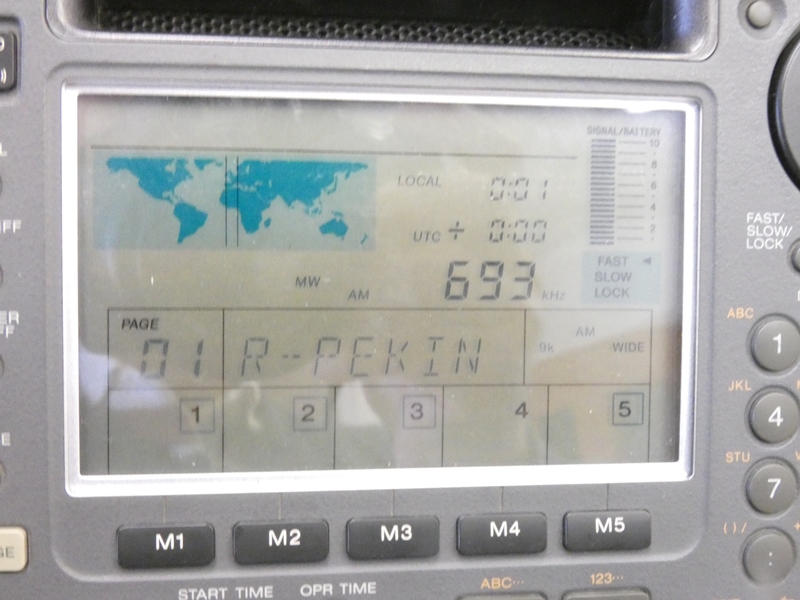 SIGNAL/BATTERY
10
8
6
4
2
LOCAL 0:01
UTC ÷ 0:00
MW AM 693 kHz
FAST ◄
SLOW
LOCK
PAGE
01 R--PEKIN
AM
9k WIDE
1 2 3 4 5
M1 M2 M3 M4 M5
START TIME OPR TIME
ABC··· 123···
FAST/
SLOW/
LOCK
ABC
1
JKL
4
STU
7
( ) /
: